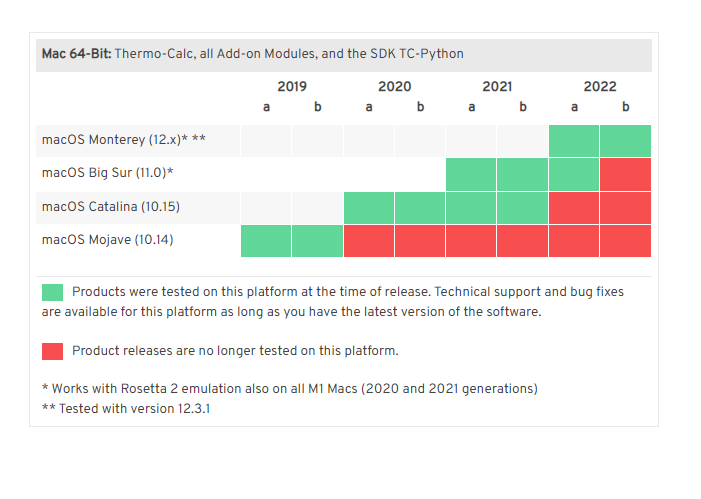 Mac 64-Bit: Thermo-Calc, all Add-on Modules, and the SDK TC-Python
2019 2020 2021 2022
a b a b a b a b
macOS Monterey (12.x)* **
macOS Big Sur (11.0)*
macOS Catalina (10.15)
macOS Mojave (10.14)
Products were tested on this platform at the time of release. Technical support and bug fixes
are available for this platform as long as you have the latest version of the software.
Product releases are no longer tested on this platform.
* Works with Rosetta 2 emulation also on all M1 Macs (2020 and 2021 generations)
** Tested with version 12.3.1